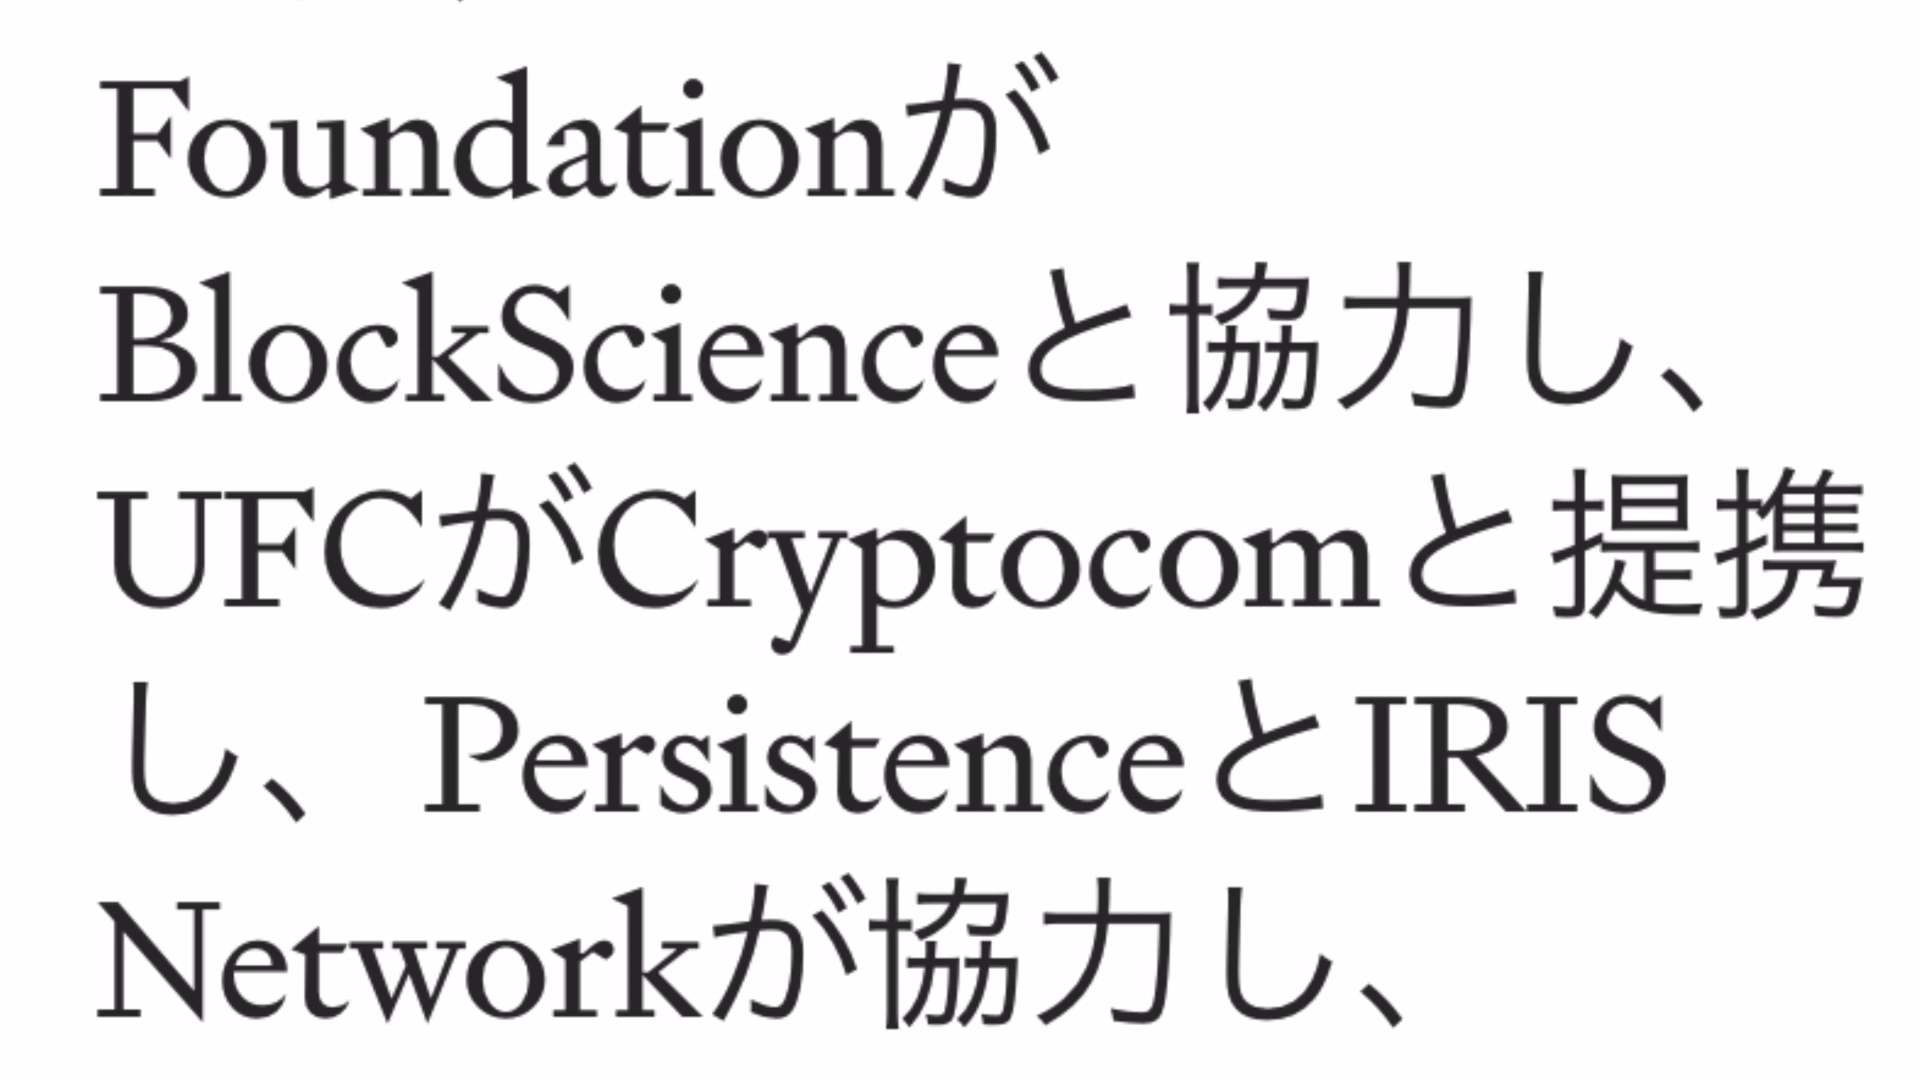 Foundationが
BlockScienceと協力し、
UFCがCryptocomと提携
し、PersistenceとIRIS
Networkが協力し、